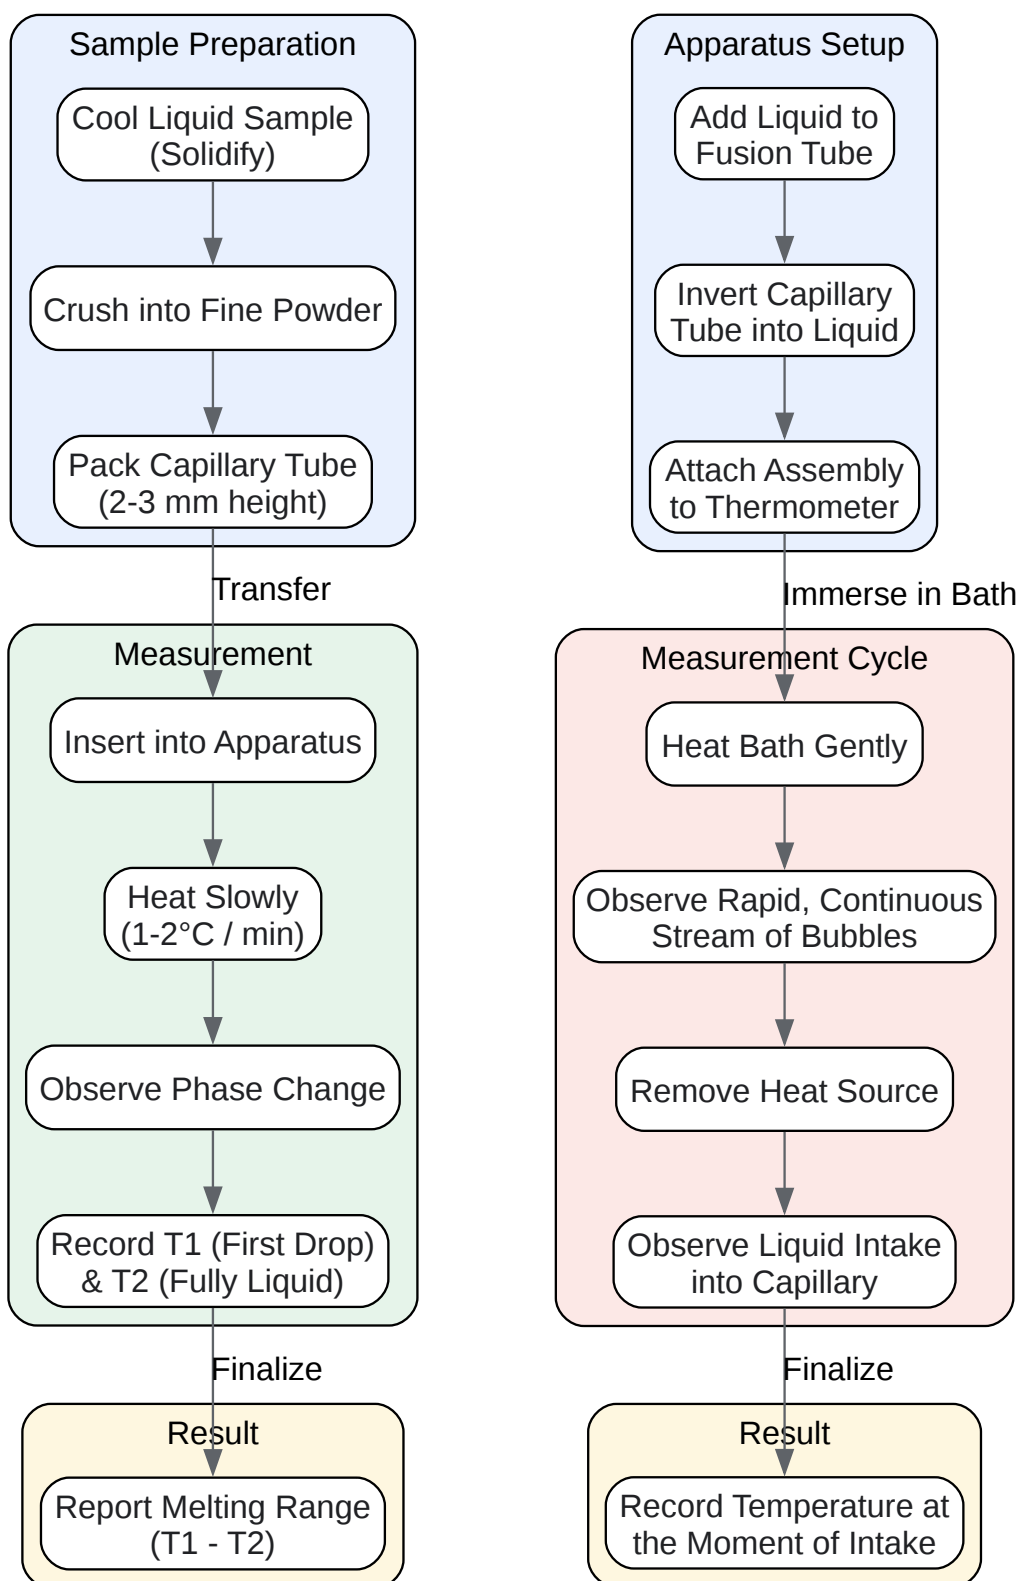 Sample Preparation
Cool Liquid Sample
(Solidify)
Crush into Fine Powder
Pack Capillary Tube
(2-3 mm height)
Transfer
Measurement
Insert into Apparatus
Heat Slowly
(1-2°C / min)
Observe Phase Change
Record T1 (First Drop)
& T2 (Fully Liquid)
Finalize
Result
Report Melting Range
(T1 - T2)
Apparatus Setup
Add Liquid to
Fusion Tube
Invert Capillary
Tube into Liquid
Attach Assembly
to Thermometer
Immerse in Bath
Measurement Cycle
Heat Bath Gently
Observe Rapid, Continuous
Stream of Bubbles
Remove Heat Source
Observe Liquid Intake
into Capillary
Finalize
Result
Record Temperature at
the Moment of Intake